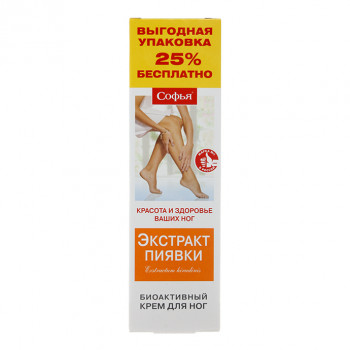 ВЫГОДНАЯ
УПАКОВКА
25%
БЕСПЛАТНО
Софья®
КРАСОТА И ЗДОРОВЬЕ
ВАШИХ НОГ
ЭКСТРАКТ
ПИЯВКИ
БИОАКТИВНЫЙ
КРЕМ ДЛЯ НОГ